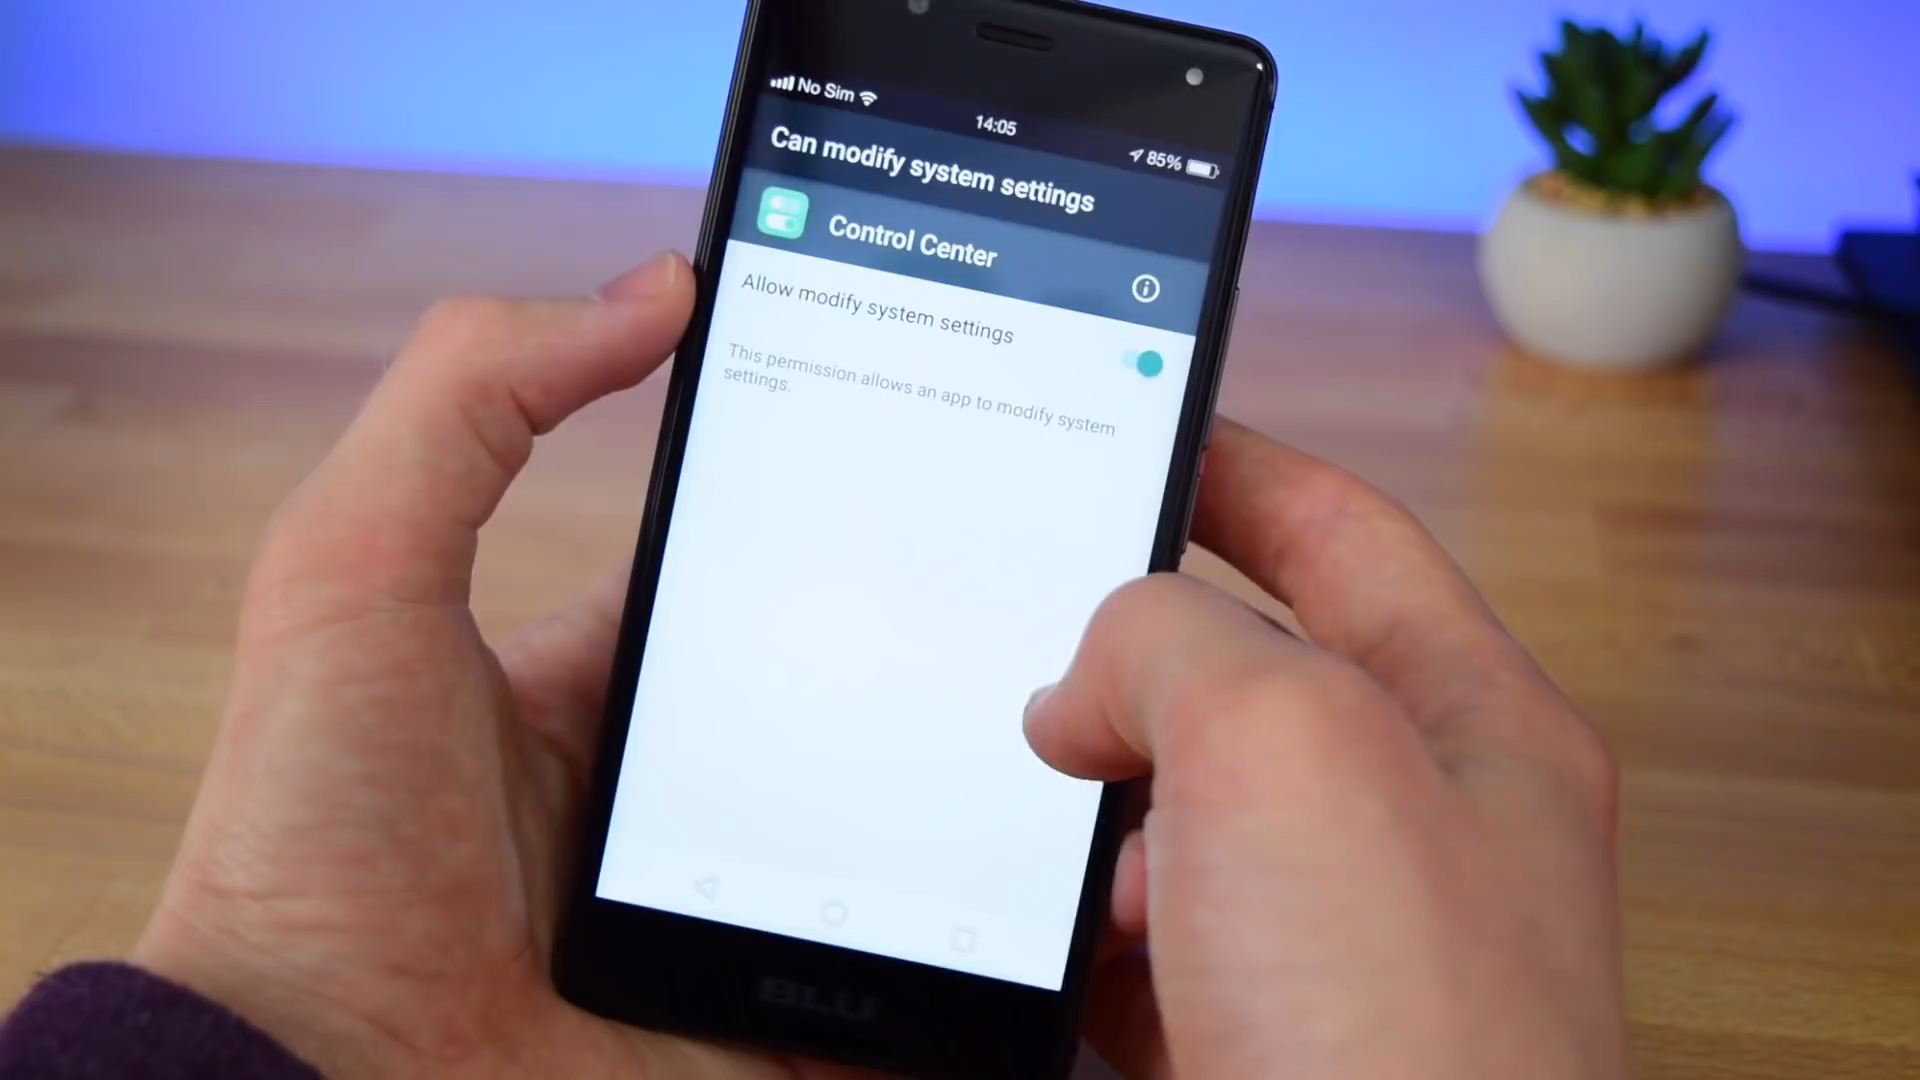 No Sim
14:05
85%
Can modify system settings
Control Center
Allow modify system settings
This permission allows an app to modify system
settings.
BLU